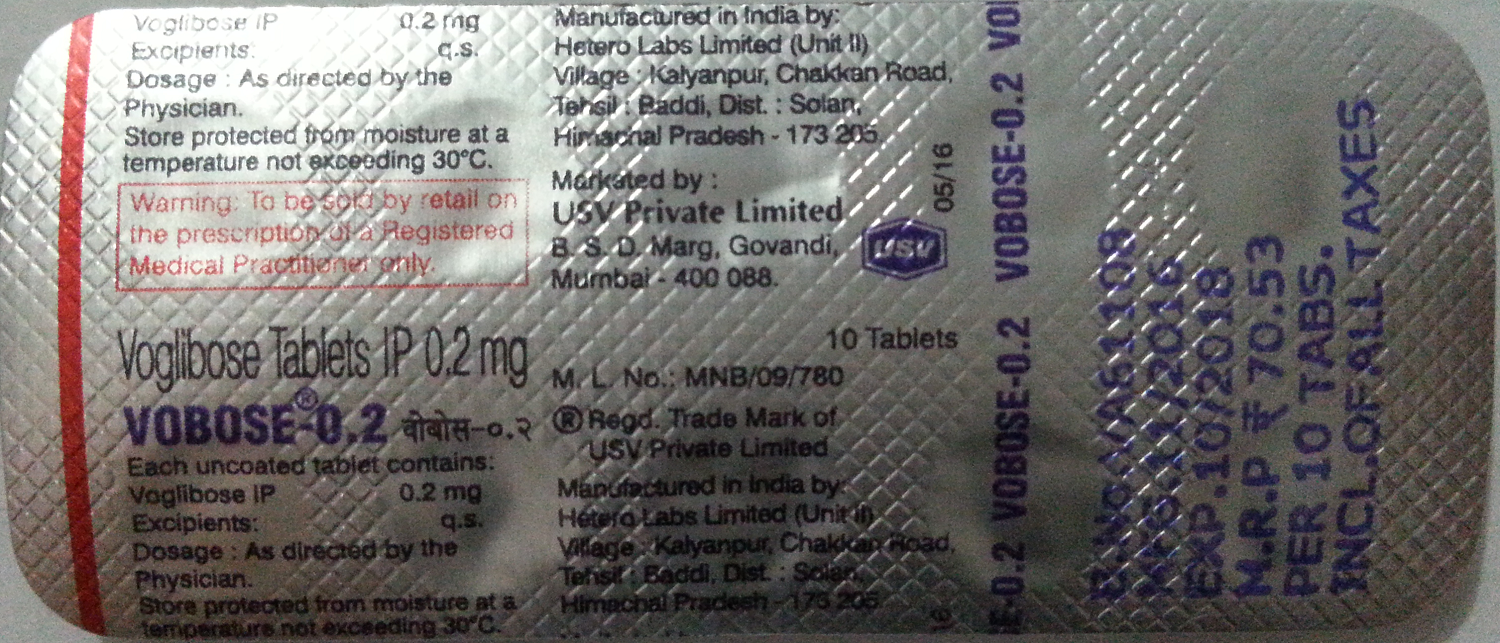 Voglibose IP 0.2 mg
Excipients: q.s.
Dosage : As directed by the
Physician.
Store protected from moisture at a
temperature not exceeding 30°C.
Warning: To be sold by retail on
the prescription of a Registered
Medical Practitioner only.
Voglibose Tablets IP 0.2 mg
VOBOSE®-0.2 वोबोस-०.२
Each uncoated tablet contains:
Voglibose IP 0.2 mg
Excipients: q.s.
Dosage : As directed by the
Physician.
Store protected from moisture at a
temperature not exceeding 30°C.
Manufactured in India by:
Hetero Labs Limited (Unit II)
Village : Kalyanpur, Chakkan Road,
Tehsil : Baddi, Dist. : Solan,
Himachal Pradesh - 173 205.
Marketed by :
USV Private Limited
B. S. D. Marg, Govandi,
Mumbai - 400 088.
USV
05/16
10 Tablets
M. L. No.: MNB/09/780
® Regd. Trade Mark of
USV Private Limited
Manufactured in India by:
Hetero Labs Limited (Unit II)
Village : Kalyanpur, Chakkan Road,
Tehsil : Baddi, Dist. : Solan,
Himachal Pradesh - 173 205.
16
E-0.2 VOBOSE-0.2 VOBOSE-0.2 VO
B.No.
MFG.11/2016
EXP.10/2018
M.R.P ₹ 70.53
PER 10 TABS.
INCL.OF ALL TAXES